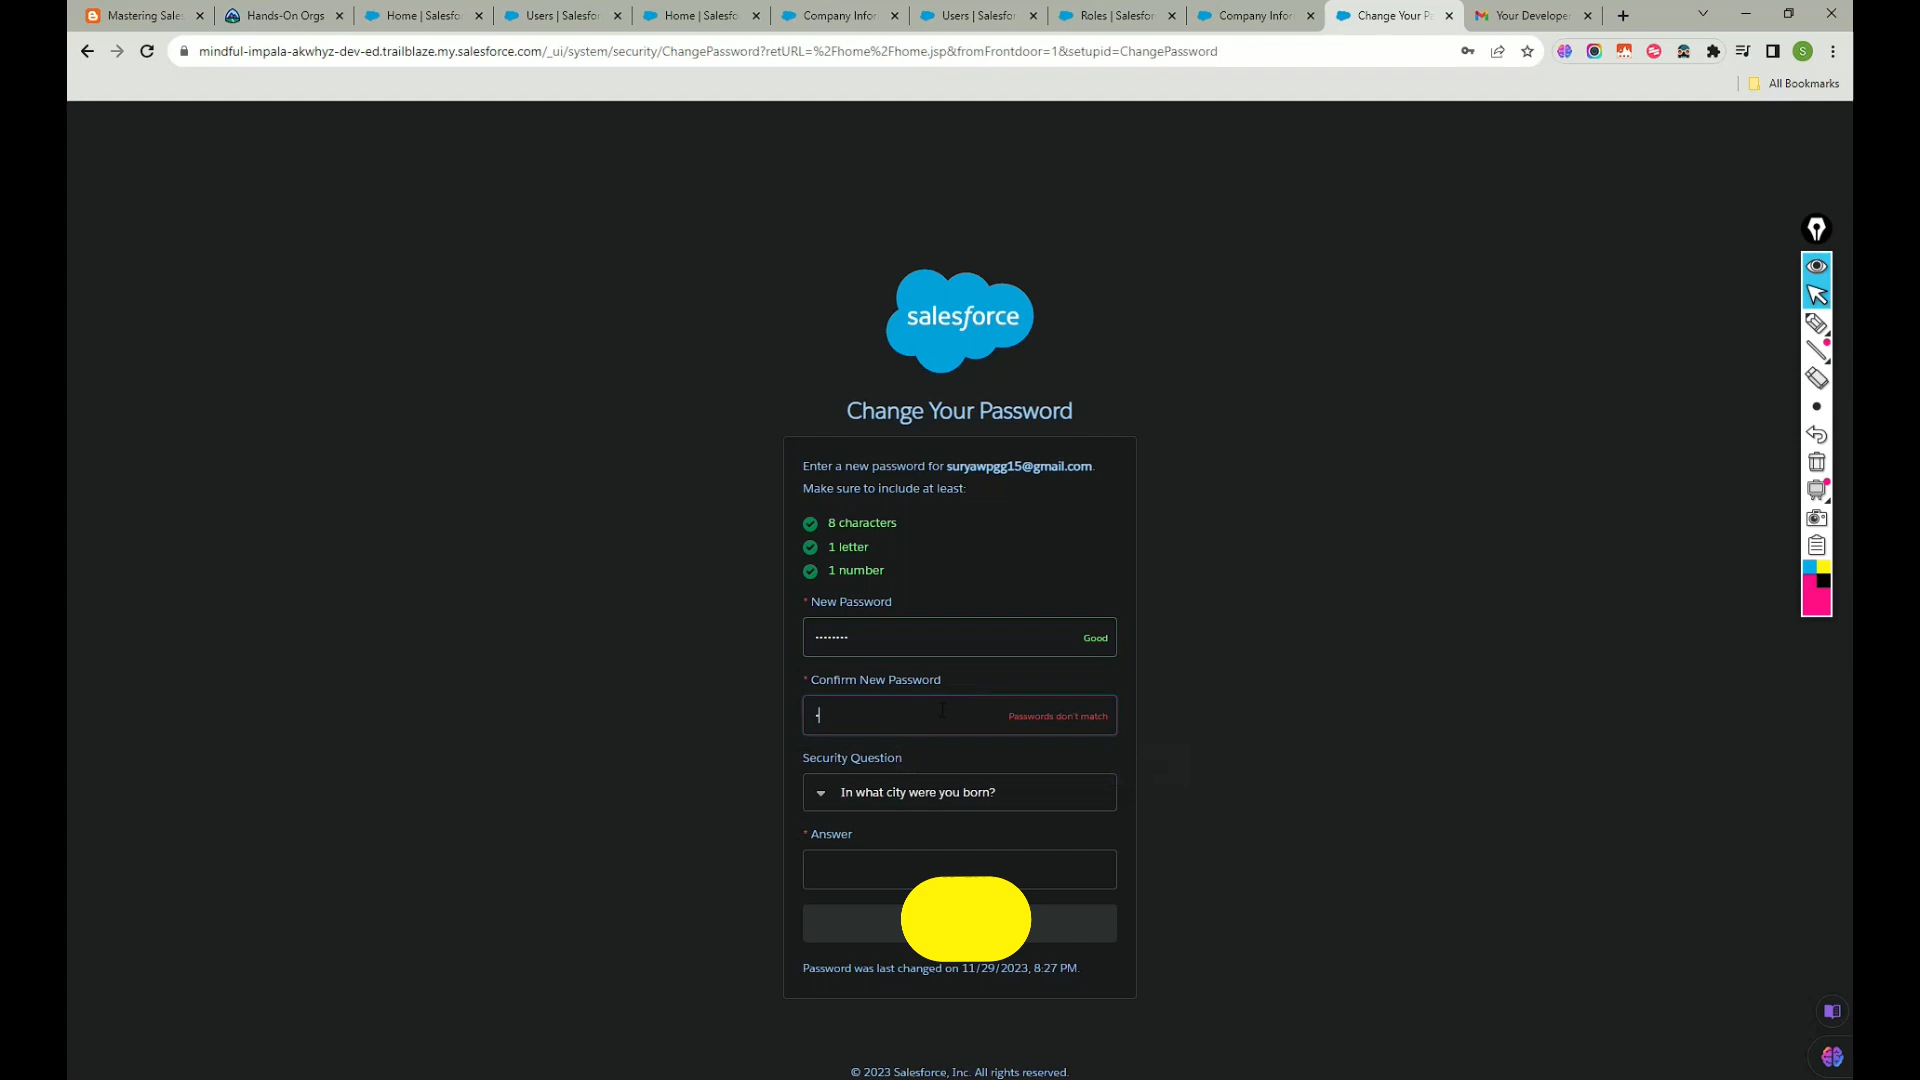 Mastering Sales
Hands-On Orgs
Home | Salesfo
Users | Salesfor
Home | Salesfo
Company Infor
Users | Salesfor
Roles | Salesfor
Company Infor
Change Your P
Your Develope
mindful-impala-akwhyz-dev-ed.trailblaze.my.salesforce.com/_ui/system/security/ChangePassword?retURL=%2Fhome%2Fhome.jsp&fromFrontdoor=1&setupid=ChangePassword
S
All Bookmarks
salesforce
Change Your Password
Enter a new password for suryawpgg15@gmail.com.
Make sure to include at least:
8 characters
1 letter
1 number
* New Password
•••••••• Good
* Confirm New Password
• Passwords don't match
Security Question
In what city were you born?
* Answer
Password was last changed on 11/29/2023, 8:27 PM.
© 2023 Salesforce, Inc. All rights reserved.